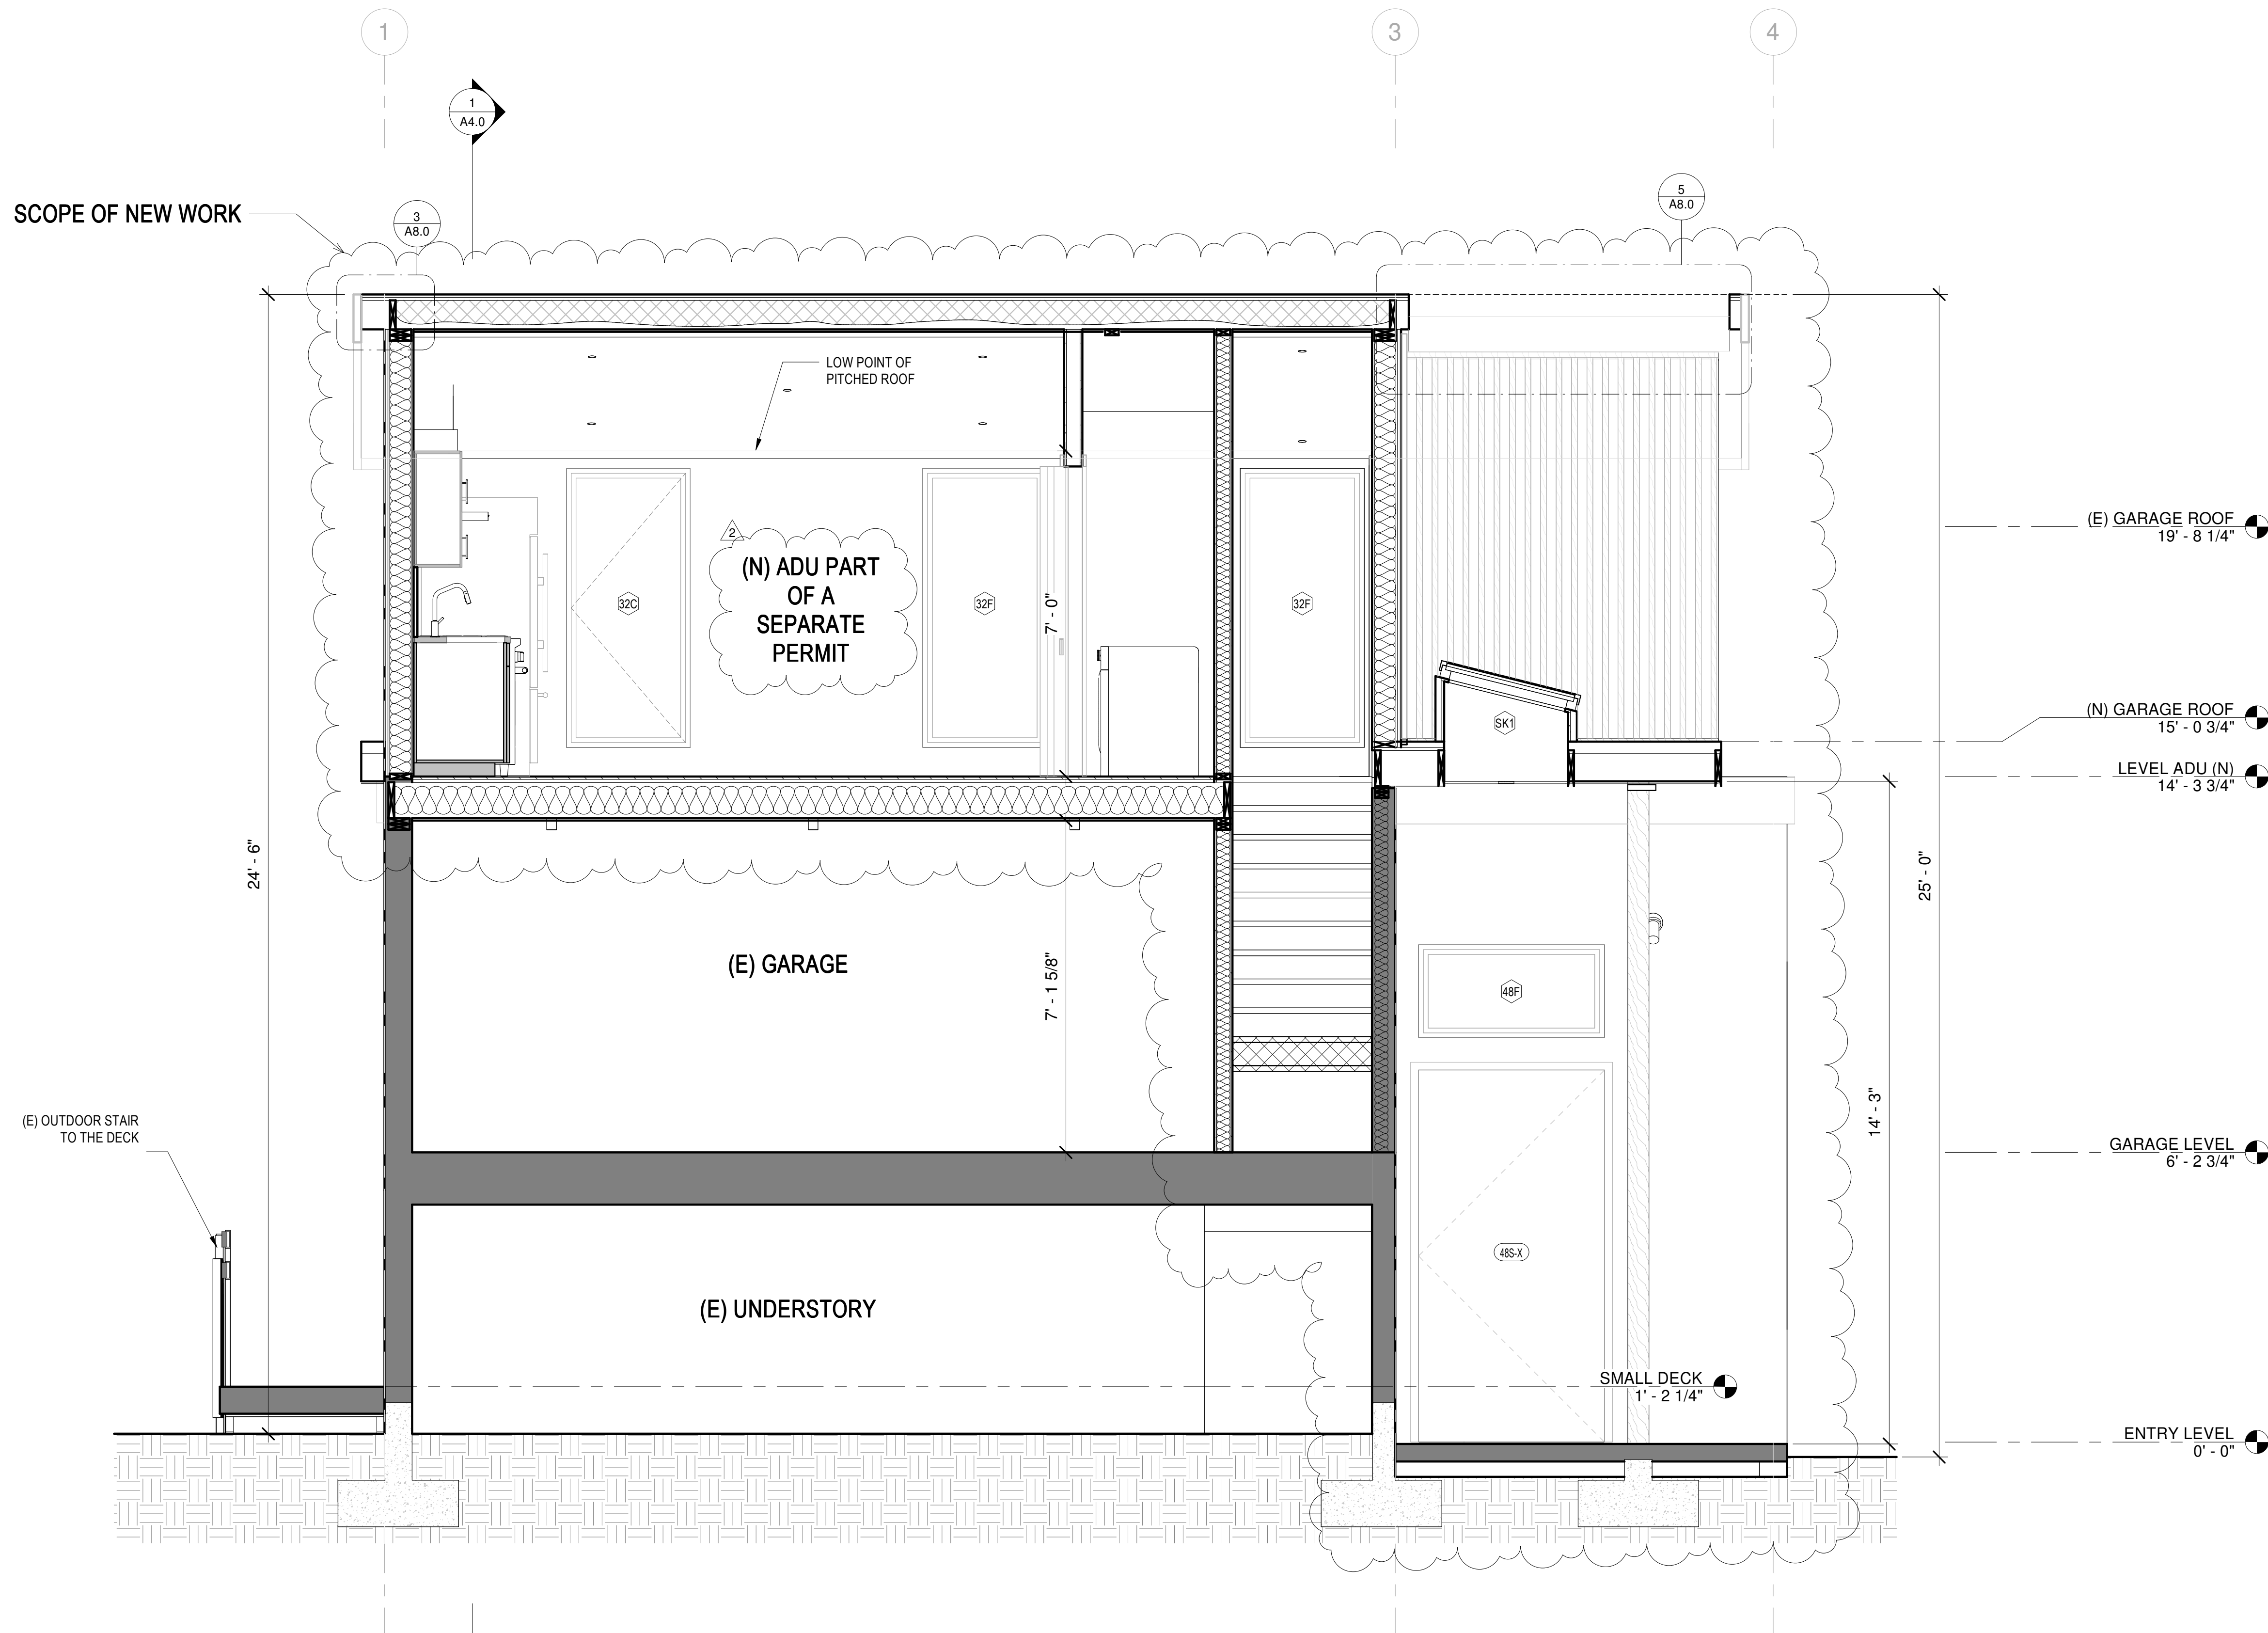 1
3
4
1
A4.0
5
A8.0
SCOPE OF NEW WORK
3
A8.0
LOW POINT OF
PITCHED ROOF
(E) GARAGE ROOF
19' - 8 1/4"
2
(N) ADU PART
OF A
SEPARATE
PERMIT
32C
32F
7' - 0"
32F
SK1
(N) GARAGE ROOF
15' - 0 3/4"
LEVEL ADU (N)
14' - 3 3/4"
24' - 6"
25' - 0"
(E) GARAGE
7' - 1 5/8"
48F
14' - 3"
(E) OUTDOOR STAIR
TO THE DECK
GARAGE LEVEL
6' - 2 3/4"
48S-X
(E) UNDERSTORY
SMALL DECK
1' - 2 1/4"
ENTRY LEVEL
0' - 0"